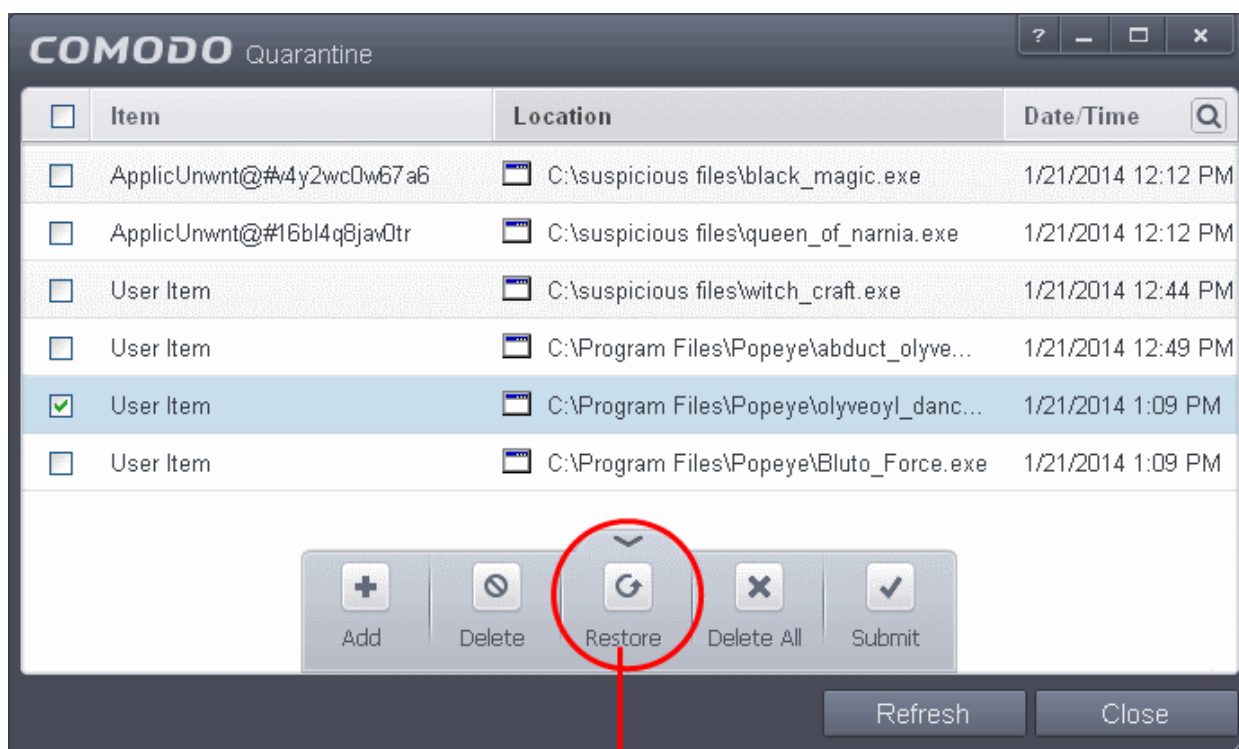 COMODO Quarantine
? – □ x
Item Location Date/Time
ApplicUnwnt@#v4y2wc0w67a6 C:\suspicious files\black_magic.exe 1/21/2014 12:12 PM
ApplicUnwnt@#16bl4q8jav0tr C:\suspicious files\queen_of_narnia.exe 1/21/2014 12:12 PM
User Item C:\suspicious files\witch_craft.exe 1/21/2014 12:44 PM
User Item C:\Program Files\Popeye\abduct_olyve... 1/21/2014 12:49 PM
User Item C:\Program Files\Popeye\olyveoyl_danc... 1/21/2014 1:09 PM
User Item C:\Program Files\Popeye\Bluto_Force.exe 1/21/2014 1:09 PM
Add Delete Restore Delete All Submit
Refresh Close